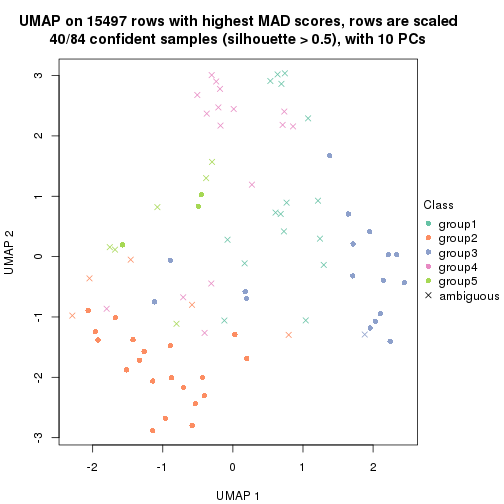 UMAP on 15497 rows with highest MAD scores, rows are scaled
40/84 confident samples (silhouette > 0.5), with 10 PCs
3
2
1
0
-1
-2
-3
UMAP 2
-2
-1
0
1
2
UMAP 1
Class
group1
group2
group3
group4
group5
ambiguous